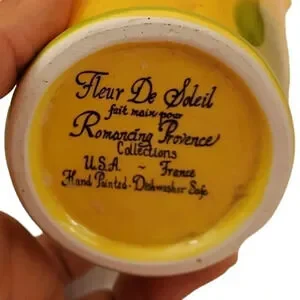 Fleur De Soleil
fait main pour
Romancing Provence
Collections
U.S.A - France
Hand Painted - Dishwasher Safe